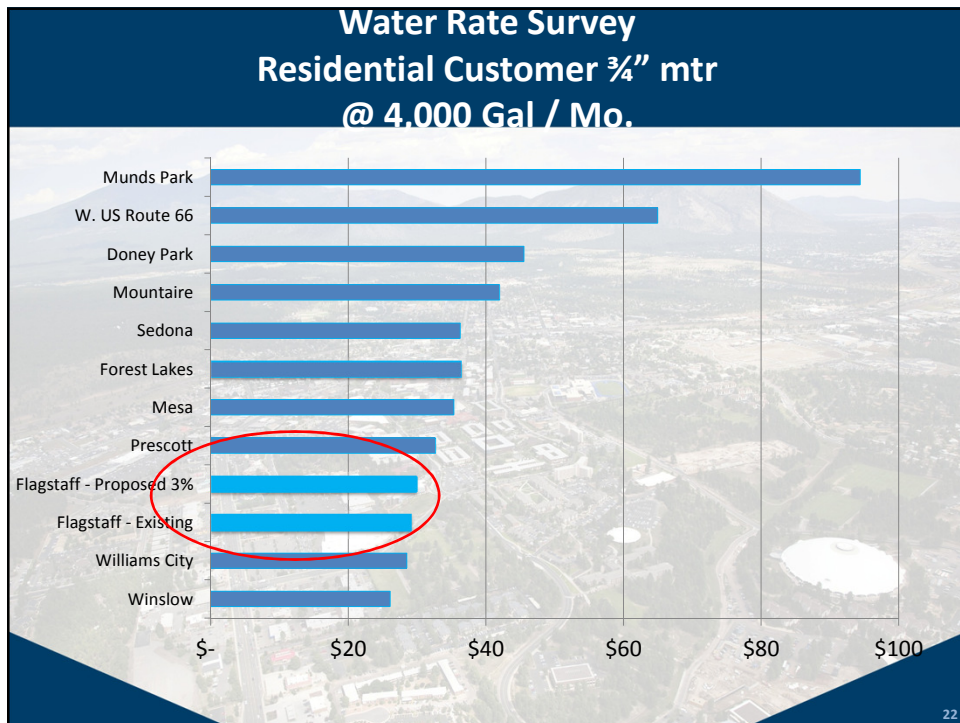 Water Rate Survey
Residential Customer ¾” mtr
@ 4,000 Gal / Mo.
Munds Park
W. US Route 66
Doney Park
Mountaire
Sedona
Forest Lakes
Mesa
Prescott
Flagstaff - Proposed 3%
Flagstaff - Existing
Williams City
Winslow
$- $20 $40 $60 $80 $100
22